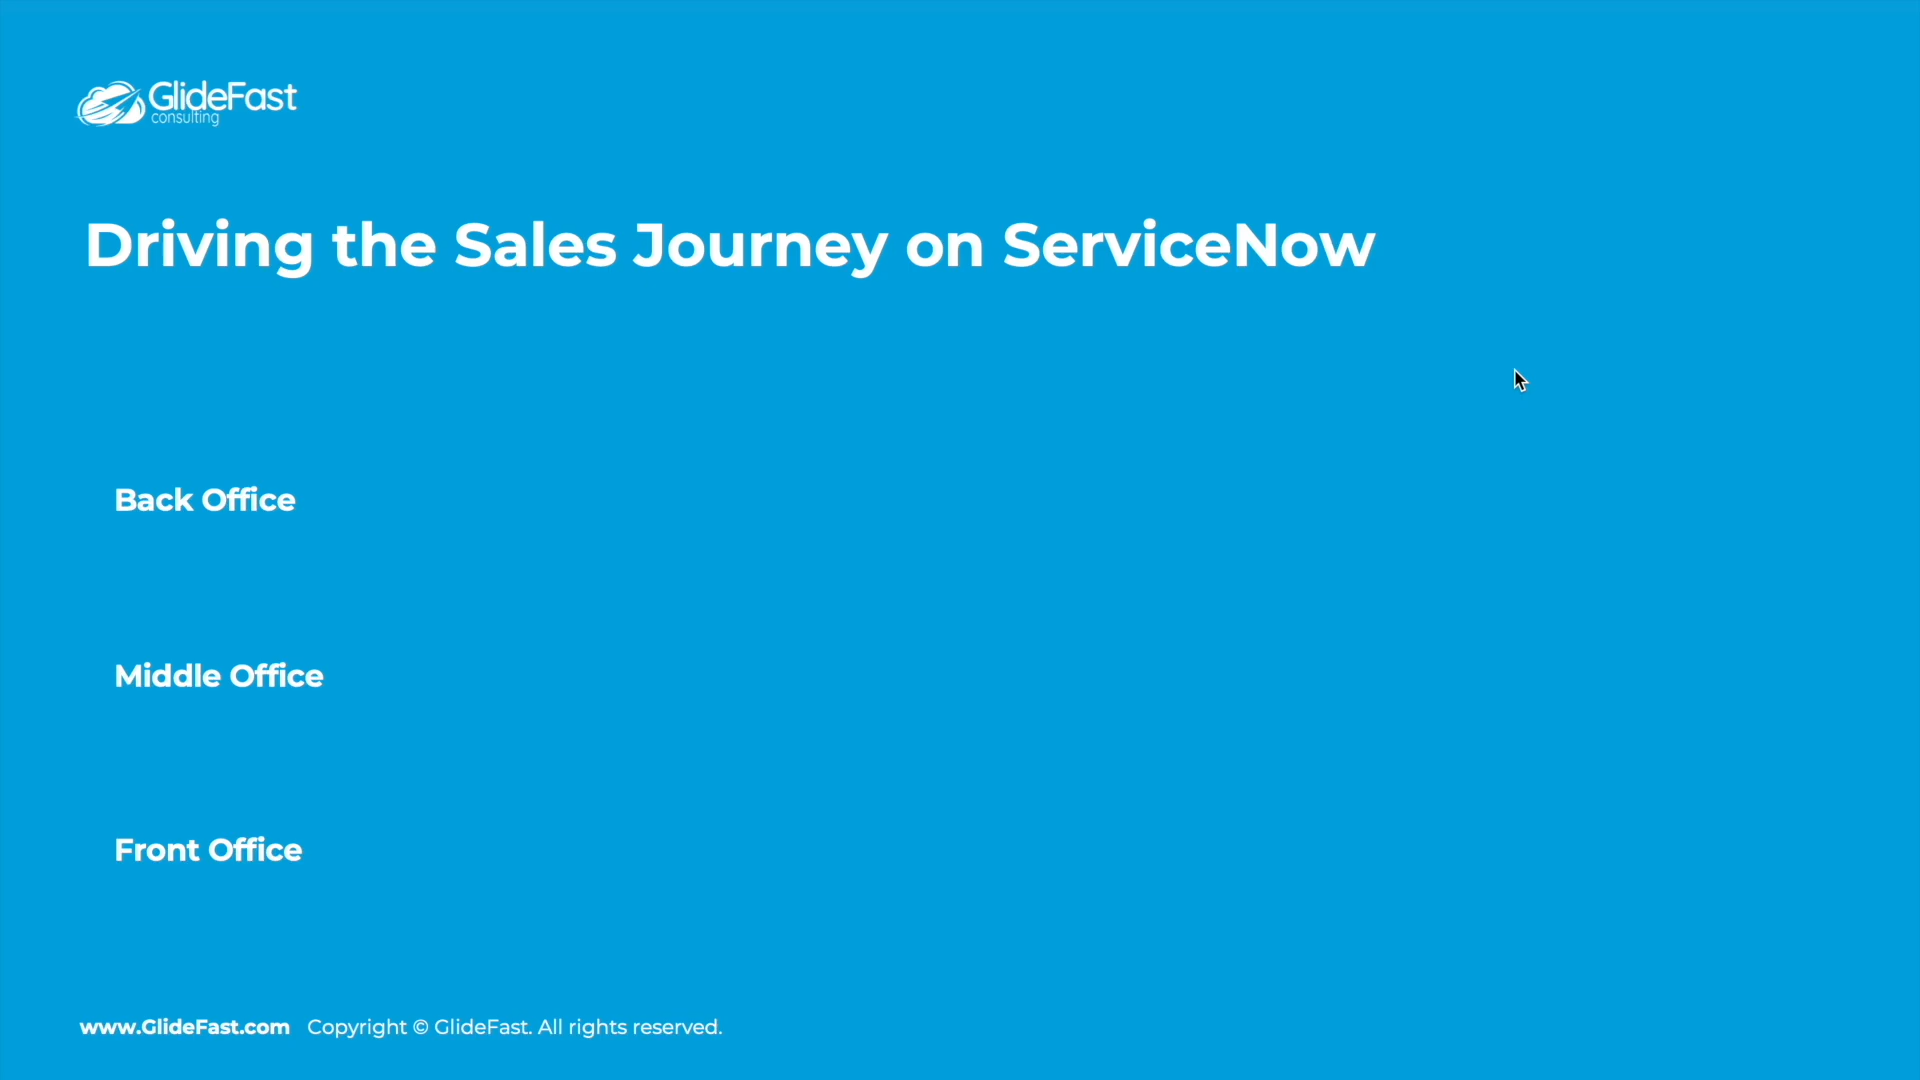 GlideFast
consulting
Driving the Sales Journey on ServiceNow
Back Office
Middle Office
Front Office
www.GlideFast.com Copyright © GlideFast. All rights reserved.